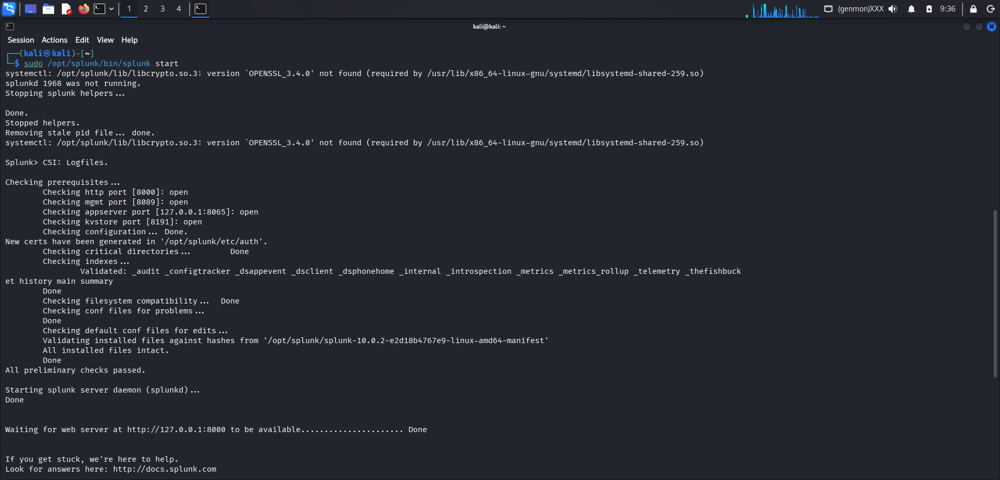 1 2 3 4
(genmon)XXX
9:36
kali@kali: ~
Session Actions Edit View Help
┌──(kali㉿kali)-[~]
└─$ sudo /opt/splunk/bin/splunk start
systemctl: /opt/splunk/lib/libcrypto.so.3: version `OPENSSL_3.4.0' not found (required by /usr/lib/x86_64-linux-gnu/systemd/libsystemd-shared-259.so)
splunkd 1968 was not running.
Stopping splunk helpers...
Done.
Stopped helpers.
Removing stale pid file... done.
systemctl: /opt/splunk/lib/libcrypto.so.3: version `OPENSSL_3.4.0' not found (required by /usr/lib/x86_64-linux-gnu/systemd/libsystemd-shared-259.so)
Splunk> CSI: Logfiles.
Checking prerequisites...
Checking http port [8000]: open
Checking mgmt port [8089]: open
Checking appserver port [127.0.0.1:8065]: open
Checking kvstore port [8191]: open
Checking configuration... Done.
New certs have been generated in '/opt/splunk/etc/auth'.
Checking critical directories... Done
Checking indexes...
Validated: _audit _configtracker _dsappevent _dsclient _dsphonehome _internal _introspection _metrics _metrics_rollup _telemetry _thefishbuck
et history main summary
Done
Checking filesystem compatibility... Done
Checking conf files for problems...
Done
Checking default conf files for edits...
Validating installed files against hashes from '/opt/splunk/splunk-10.0.2-e2d18b4767e9-linux-amd64-manifest'
All installed files intact.
Done
All preliminary checks passed.
Starting splunk server daemon (splunkd)...
Done
Waiting for web server at http://127.0.0.1:8000 to be available...................... Done
If you get stuck, we're here to help.
Look for answers here: http://docs.splunk.com